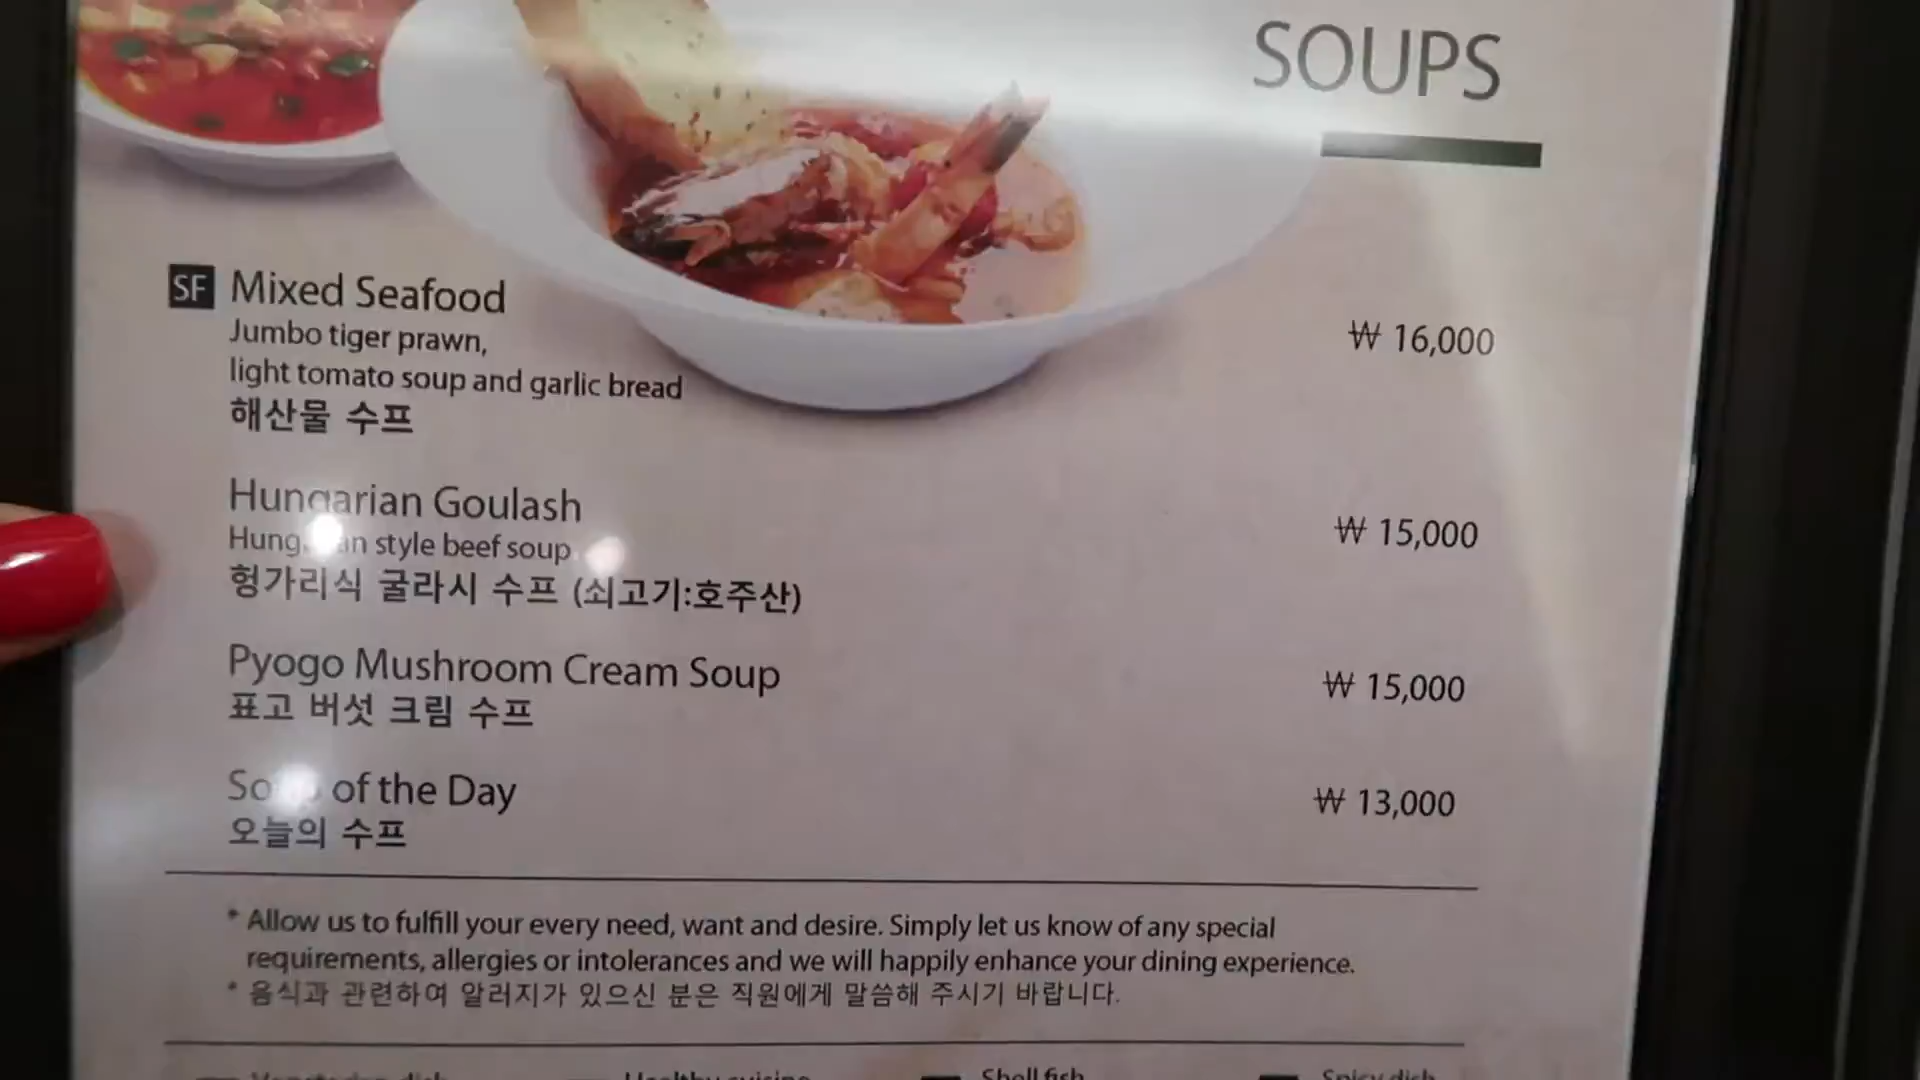 SOUPS
SF Mixed Seafood
Jumbo tiger prawn,
₩ 16,000
light tomato soup and garlic bread
해산물 수프
Hungarian Goulash
₩ 15,000
style beef soup
헝가리식 굴라시 수프 (쇠고기:호주산)
Pyogo Mushroom Cream Soup
₩ 15,000
표고 버섯 크림 수프
Soup of the Day
₩ 13,000
오늘의 수프
* Allow us to fulfill your every need, want and desire. Simply let us know of any special
requirements, allergies or intolerances and we will happily enhance your dining experience.
* 음식과 관련하여 알러지가 있으신 분은 직원에게 말씀해 주시기 바랍니다.
Shell fish